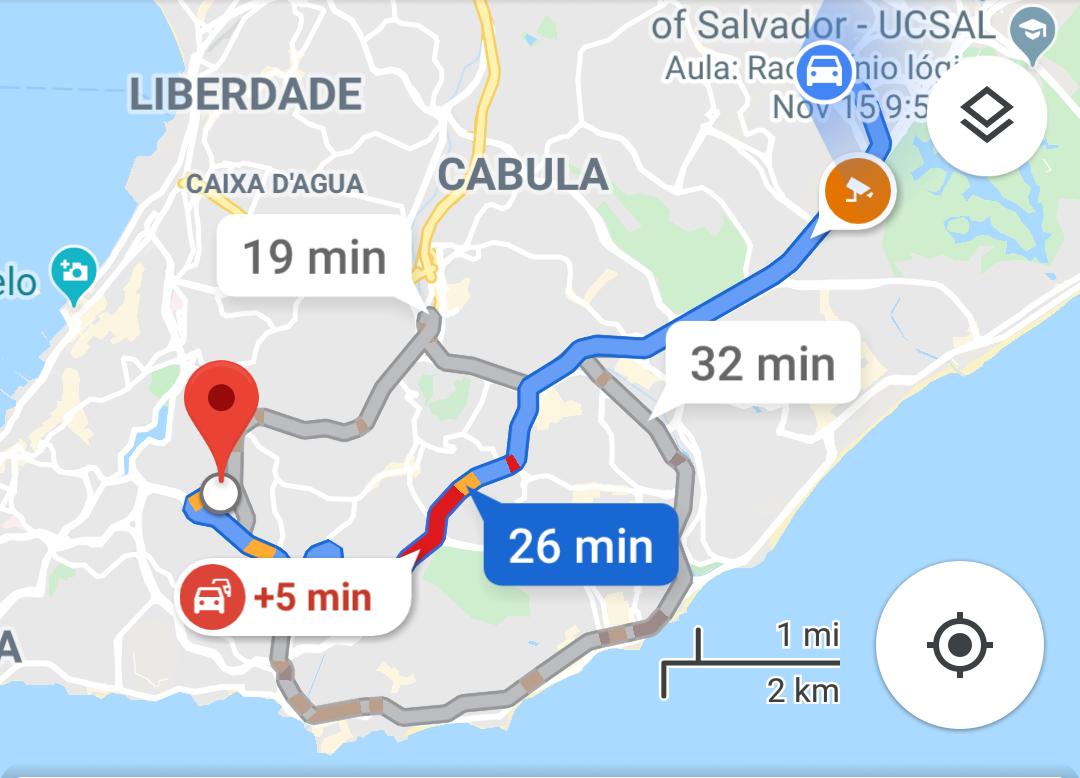 of Salvador - UCSAL
Aula: Rac nio lógi
Nov 15 9:5
LIBERDADE
CABULA
CAIXA D'AGUA
19 min
elo
32 min
26 min
+5 min
A
1 mi
2 km